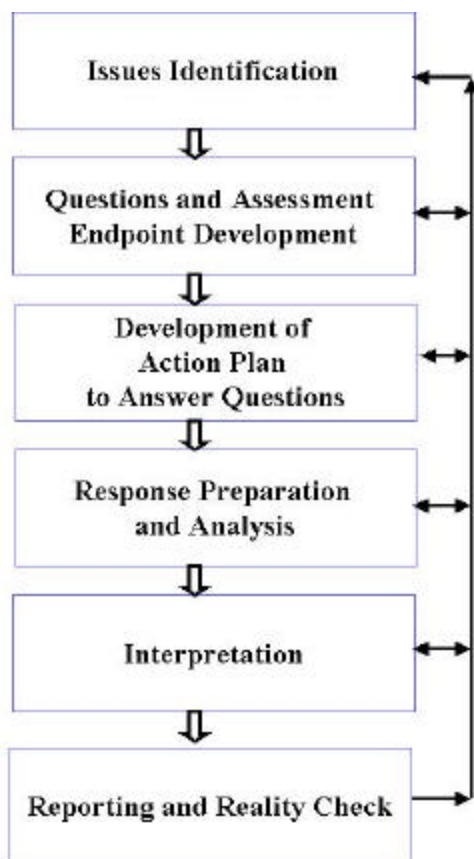 Issues Identification
Questions and Assessment
Endpoint Development
Development of
Action Plan
to Answer Questions
Response Preparation
and Analysis
Interpretation
Reporting and Reality Check